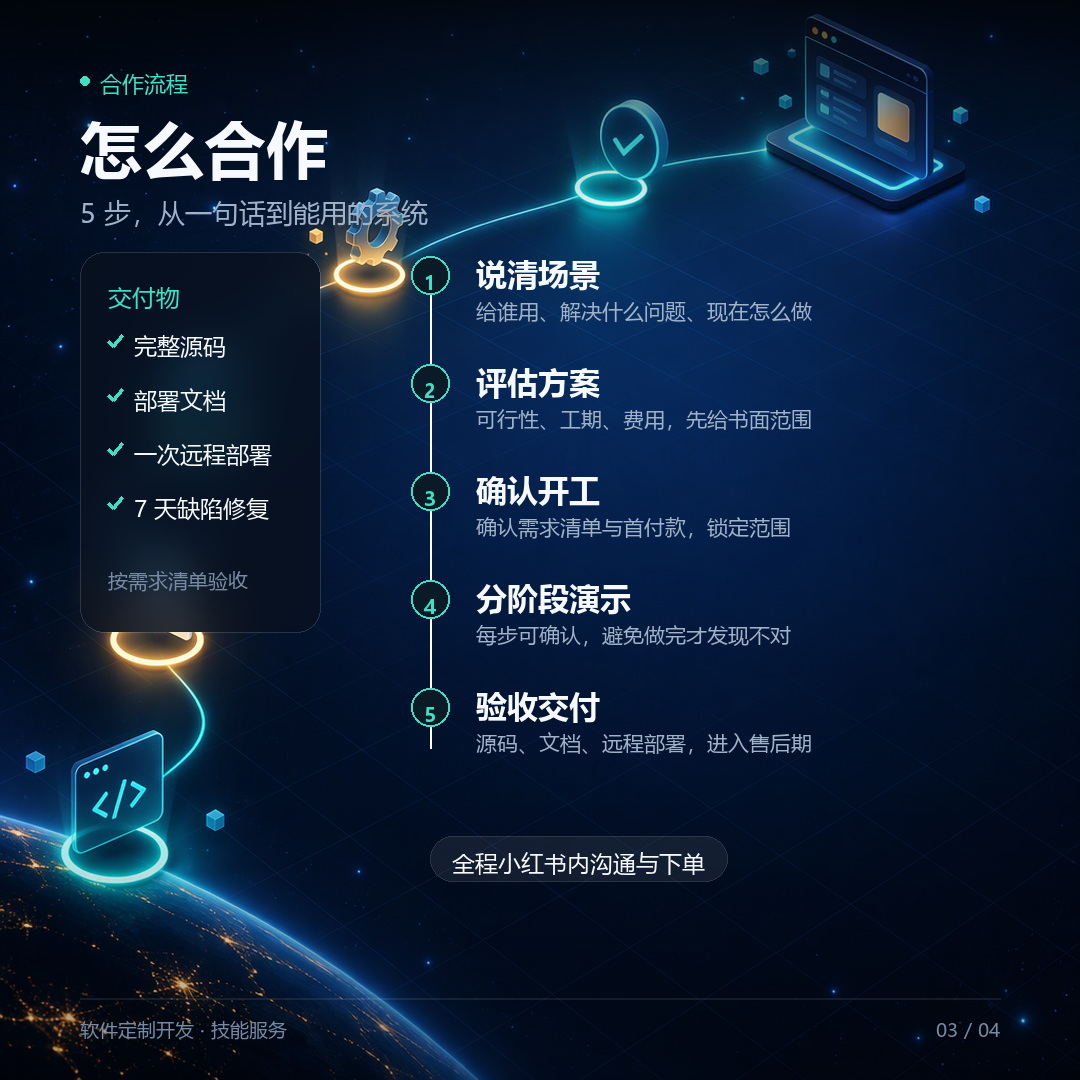 合作流程
怎么合作
5 步，从一句话到能用的系统
交付物
完整源码
部署文档
一次远程部署
7 天缺陷修复
按需求清单验收
1
说清场景
给谁用、解决什么问题、现在怎么做
2
评估方案
可行性、工期、费用，先给书面范围
3
确认开工
确认需求清单与首付款，锁定范围
4
分阶段演示
每步可确认，避免做完才发现不对
5
验收交付
源码、文档、远程部署，进入售后期
全程小红书内沟通与下单
</>
软件定制开发 · 技能服务
03 / 04